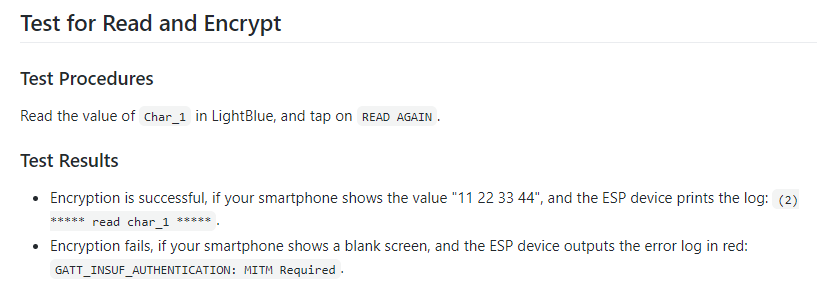 Test for Read and Encrypt
Test Procedures
Read the value of Char_1 in LightBlue, and tap on READ AGAIN.
Test Results
• Encryption is successful, if your smartphone shows the value "11 22 33 44", and the ESP device prints the log: (2)
***** read char_1 *****.
• Encryption fails, if your smartphone shows a blank screen, and the ESP device outputs the error log in red:
GATT_INSUF_AUTHENTICATION: MITM Required.